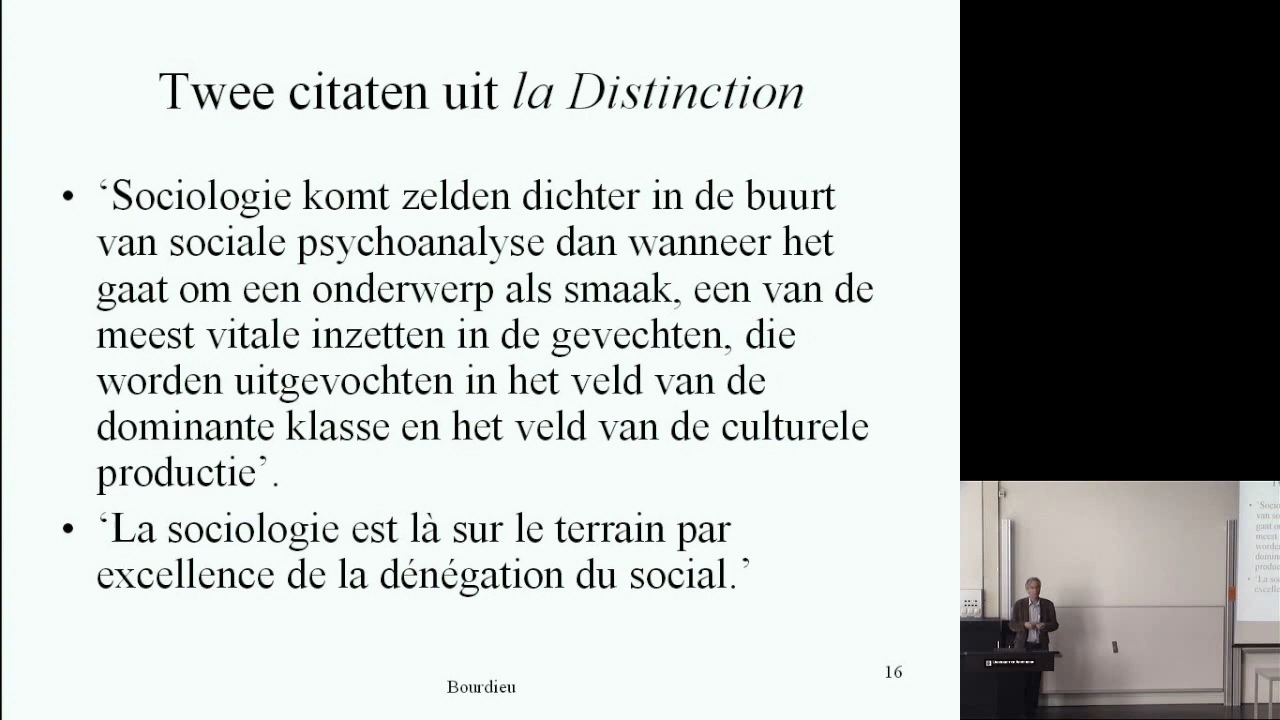 Twee citaten uit la Distinction
• ‘Sociologie komt zelden dichter in de buurt
van sociale psychoanalyse dan wanneer het
gaat om een onderwerp als smaak, een van de
meest vitale inzetten in de gevechten, die
worden uitgevochten in het veld van de
dominante klasse en het veld van de culturele
productie’.
• ‘La sociologie est là sur le terrain par
excellence de la dénégation du social.’
Bourdieu
16